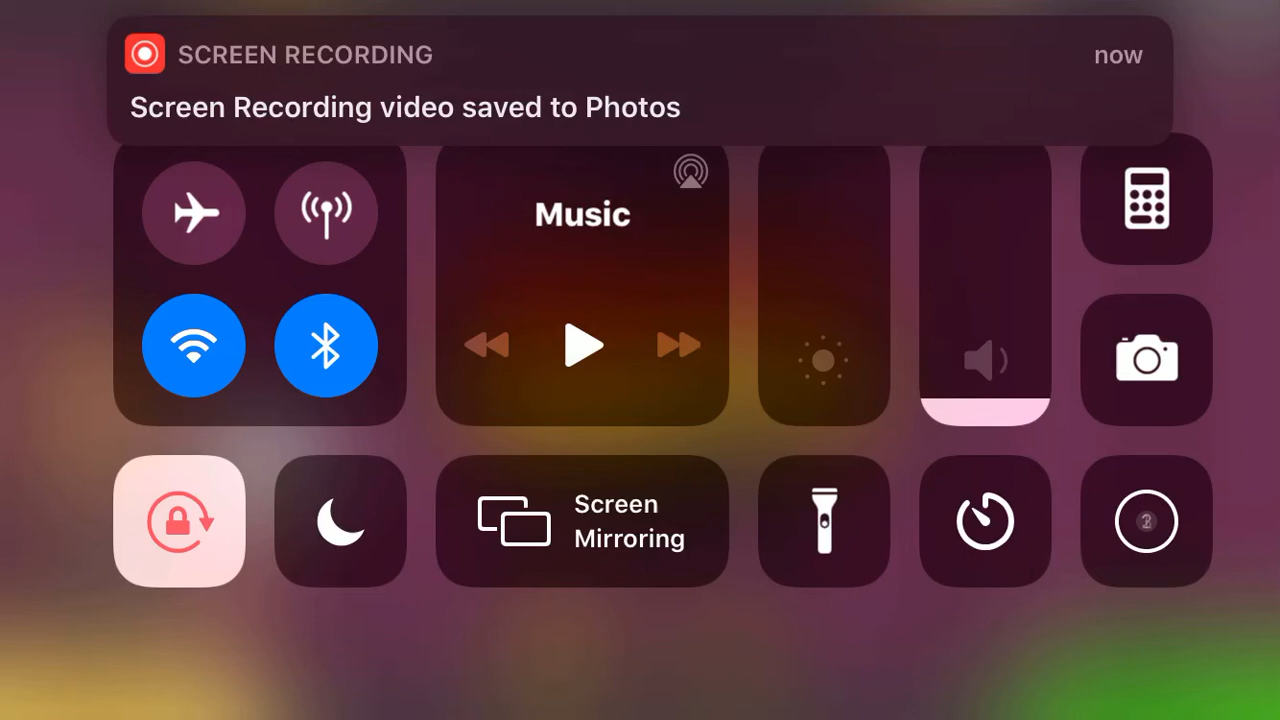 SCREEN RECORDING
now
Screen Recording video saved to Photos
Music
Screen
Mirroring